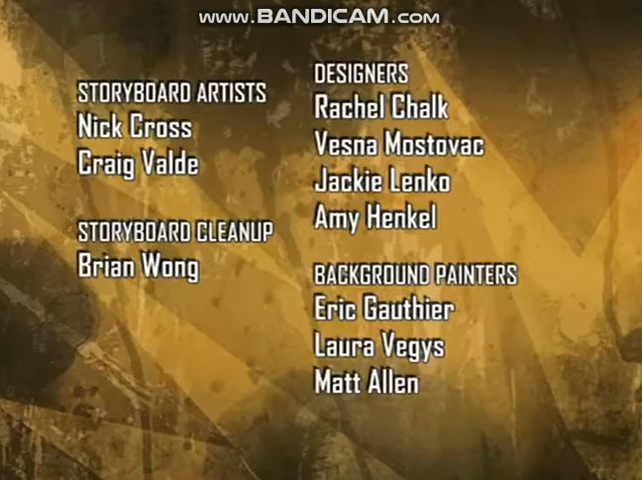 www.BANDICAM.com
STORYBOARD ARTISTS
Nick Cross
Craig Valde
STORYBOARD CLEANUP
Brian Wong
DESIGNERS
Rachel Chalk
Vesna Mostovac
Jackie Lenko
Amy Henkel
BACKGROUND PAINTERS
Eric Gauthier
Laura Vegys
Matt Allen